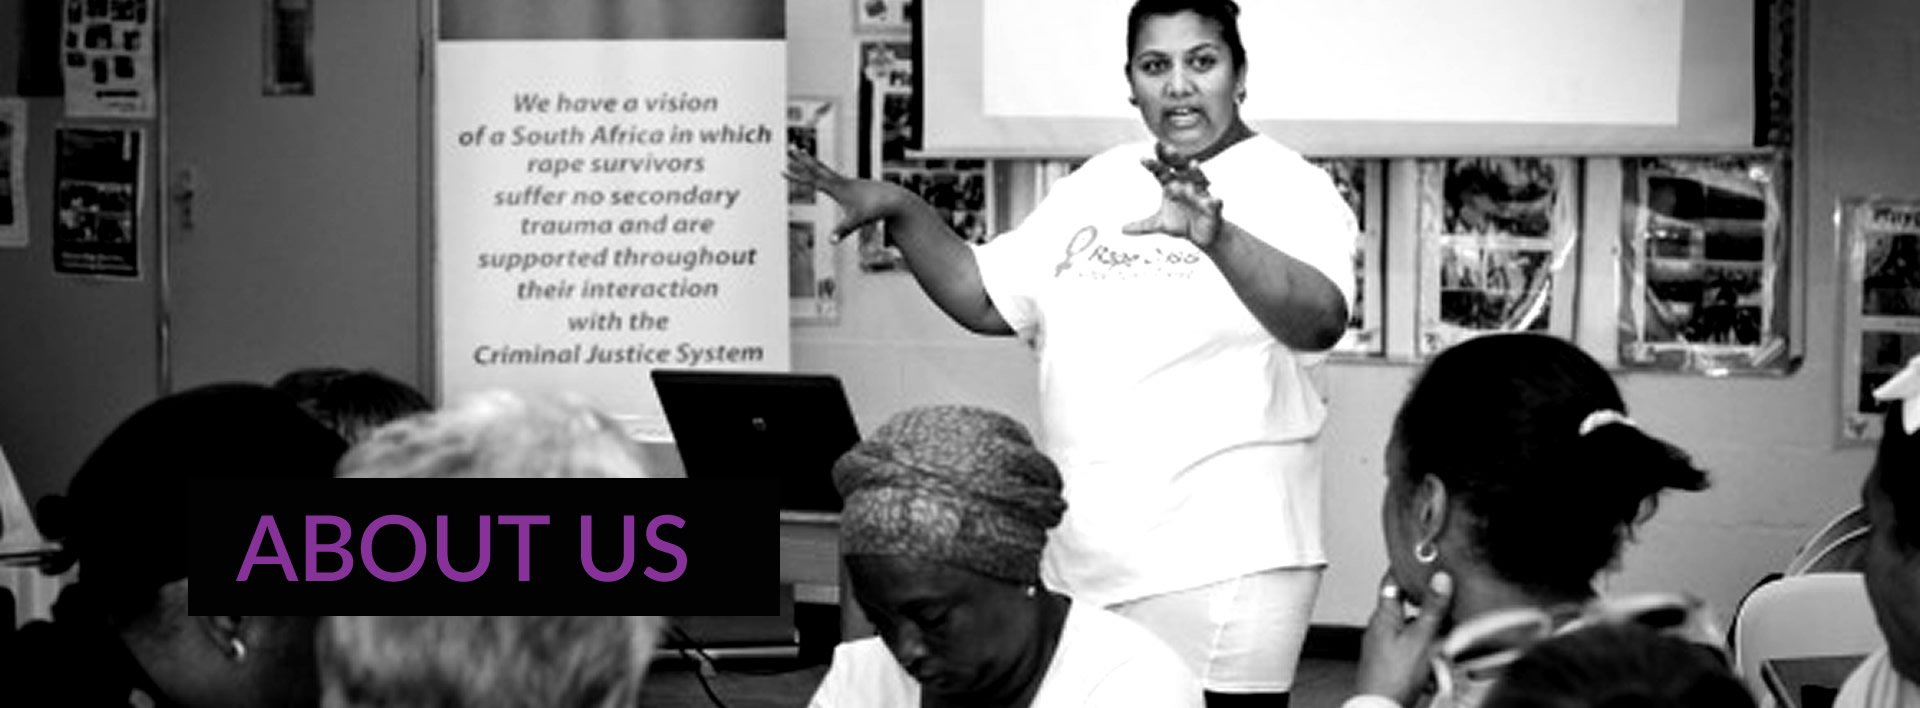 We have a vision
of a South Africa in which
rape survivors
suffer no secondary
trauma and are
supported throughout
their interaction
with the
Criminal Justice System
ABOUT US